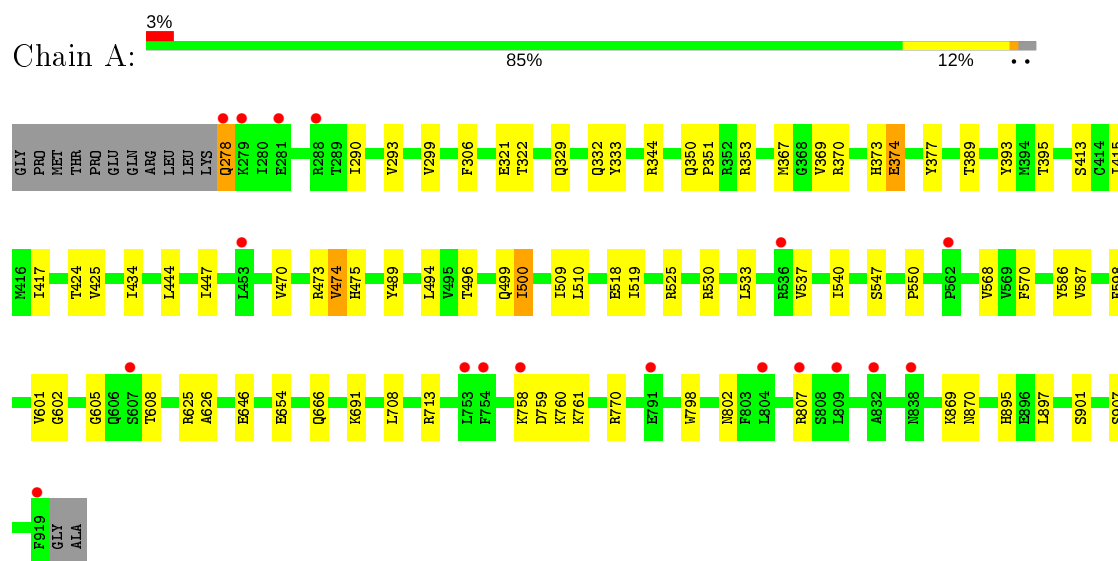 3%
Chain A:
85% 12% • •
GLY PRO MET THR PRO GLU GLN ARG LEU LEU LYS Q278 K279 I280 E281 R288 T289 I290 V293 V299 F306 E321 T322 Q329 Q332 Y333 R344 Q350 P351 R352 R353 M367 G368 V369 R370 H373 E374 Y377 T389 Y393 M394 T395 S413 C414 I415
M416 I417 T424 V425 I434 L444 I447 L453 V470 R473 V474 H475 Y489 L494 V495 T496 Q499 I500 I509 L510 E518 I519 R525 R530 L533 R536 V537 I540 S547 P550 P562 V568 V569 F570 Y586 V587 E598
V601 G602 G605 Q606 S607 T608 R625 A626 E646 E654 Q666 K691 L708 R713 L753 F754 K758 D759 K760 K761 R770 E791 W798 N802 F803 L804 R807 S808 L809 A832 N838 K869 N870 H895 E896 L897 S901 S907
F919 GLY ALA